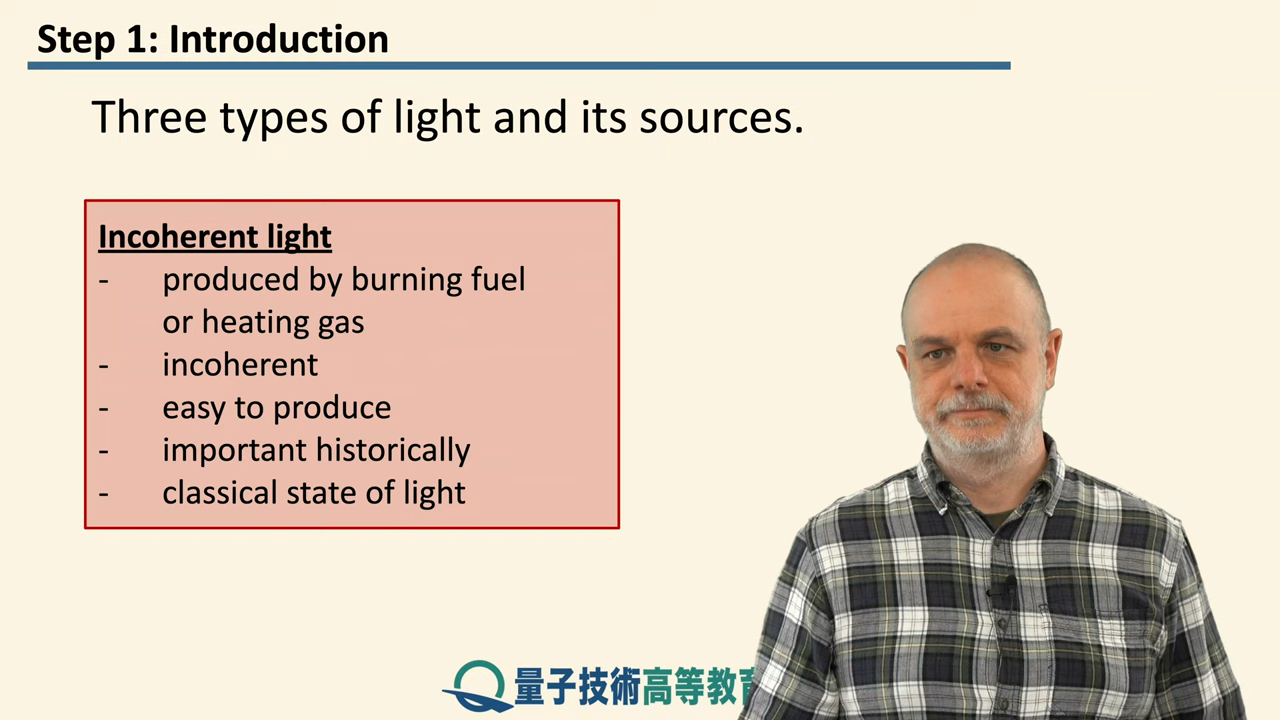 Step 1: Introduction
Three types of light and its sources.
Incoherent light
- produced by burning fuel
or heating gas
- incoherent
- easy to produce
- important historically
- classical state of light
量子技術高等教育